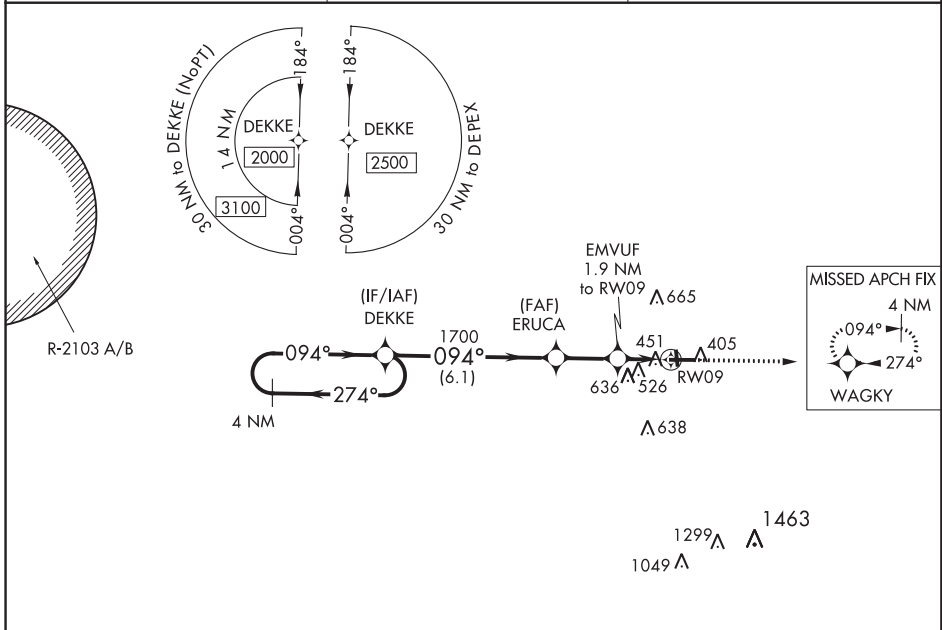 30 NM to DEKKE (NoPT)
184°
14 NM
DEKKE
2000
3100
004°
184°
DEKKE
2500
004°
30 NM to DEPEX
R-2103 A/B
(IF/IAF)
DEKKE
094°
274°
4 NM
1700
094°
(6.1)
(FAF)
ERUCA
EMVUF
1.9 NM
to RW09
665
451
405
RW09
636
526
638
1463
1299
1049
MISSED APCH FIX
4 NM
094°
274°
WAGKY